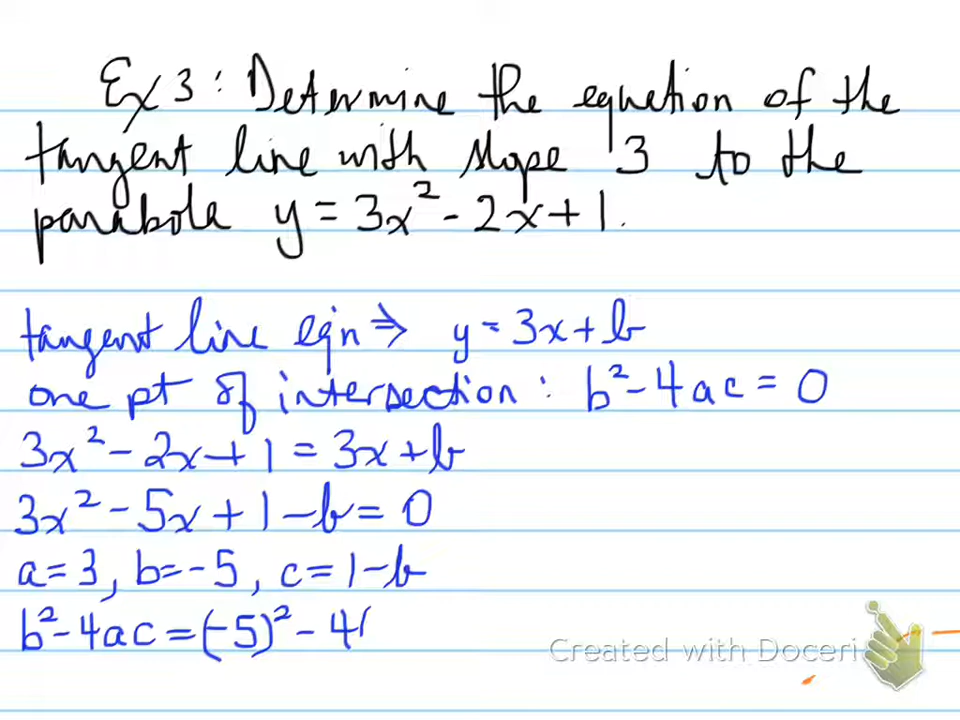 Ex 3: Determine the equation of the
tangent line with slope 3 to the
parabola y = 3x² - 2x + 1.
tangent line eq'n ⇒ y = 3x + b
one pt of intersection: b² - 4ac = 0
3x² - 2x + 1 = 3x + b
3x² - 5x + 1 - b = 0
a = 3, b = -5, c = 1 - b
b² - 4ac = (-5)² - 4(
Created with Doceri